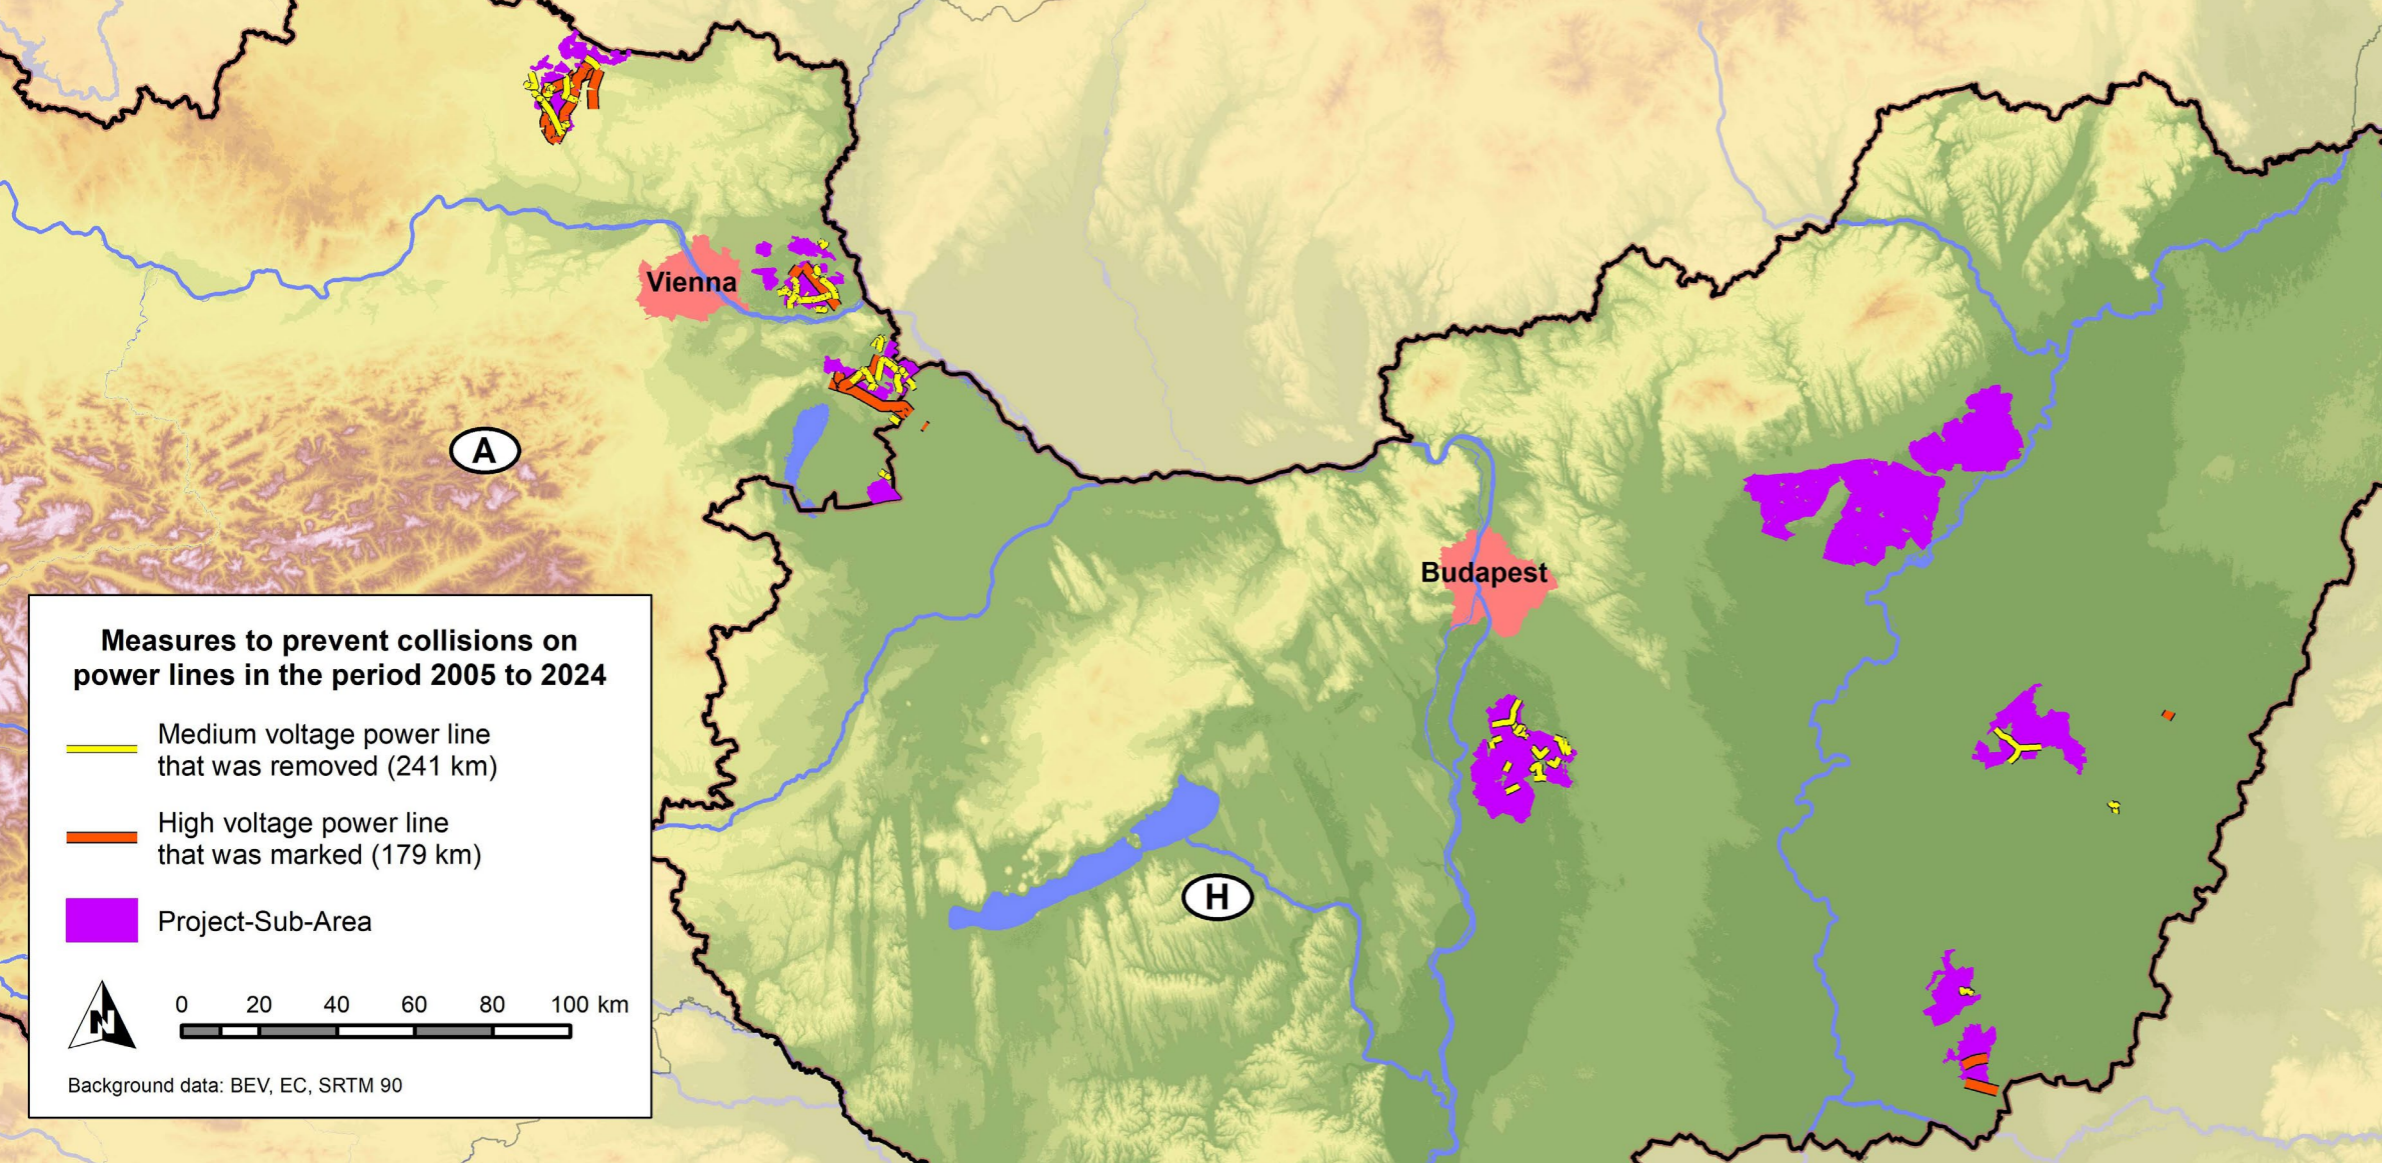 Vienna
A
Budapest
H
Measures to prevent collisions on
power lines in the period 2005 to 2024
Medium voltage power line
that was removed (241 km)
High voltage power line
that was marked (179 km)
Project-Sub-Area
N
0 20 40 60 80 100 km
Background data: BEV, EC, SRTM 90